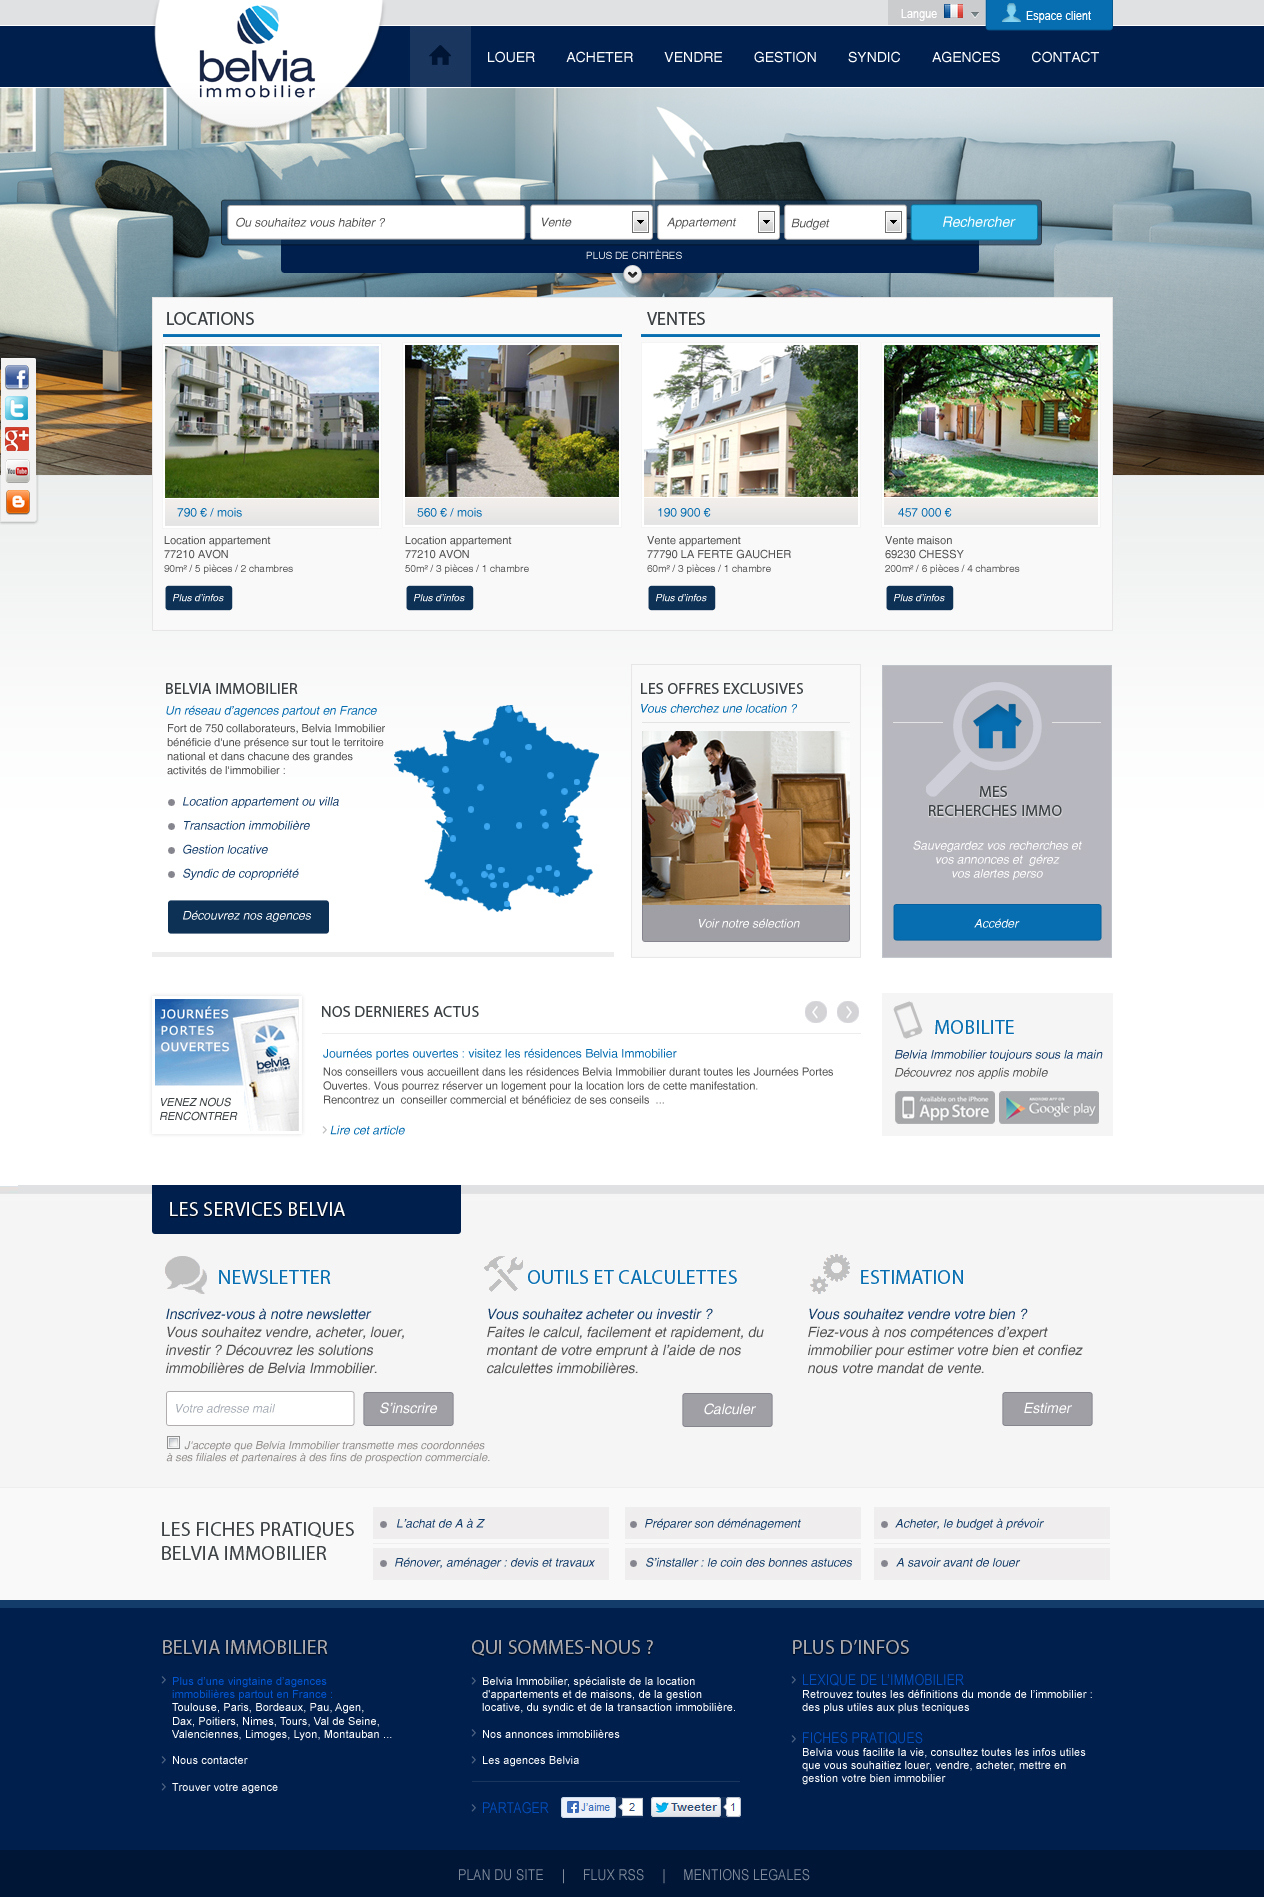 Langue
Espace client
belvia
immobilier
LOUER ACHETER VENDRE GESTION SYNDIC AGENCES CONTACT
Ou souhaitez vous habiter ? Vente Appartement Budget Rechercher
PLUS DE CRITÈRES
LOCATIONS
VENTES
790 € / mois
Location appartement
77210 AVON
90m² / 5 pièces / 2 chambres
Plus d'infos
560 € / mois
Location appartement
77210 AVON
50m² / 3 pièces / 1 chambre
Plus d'infos
190 900 €
Vente appartement
77790 LA FERTE GAUCHER
60m² / 3 pièces / 1 chambre
Plus d'infos
457 000 €
Vente maison
69230 CHESSY
200m² / 6 pièces / 4 chambres
Plus d'infos
f
t
g+
You Tube
B
BELVIA IMMOBILIER
Un réseau d'agences partout en France
Fort de 750 collaborateurs, Belvia Immobilier
bénéficie d'une présence sur tout le territoire
national et dans chacune des grandes
activités de l'immobilier :
Location appartement ou villa
Transaction immobilière
Gestion locative
Syndic de copropriété
Découvrez nos agences
LES OFFRES EXCLUSIVES
Vous cherchez une location ?
Voir notre sélection
MES
RECHERCHES IMMO
Sauvegardez vos recherches et
vos annonces et gérez
vos alertes perso
Accéder
JOURNÉES
PORTES
OUVERTES
belvia
immobilier
VENEZ NOUS
RENCONTRER
NOS DERNIERES ACTUS
Journées portes ouvertes : visitez les résidences Belvia Immobilier
Nos conseillers vous accueillent dans les résidences Belvia Immobilier durant toutes les Journées Portes
Ouvertes. Vous pourrez réserver un logement pour la location lors de cette manifestation.
Rencontrez un conseiller commercial et bénéficiez de ses conseils ...
Lire cet article
MOBILITE
Belvia Immobilier toujours sous la main
Découvrez nos applis mobile
Available on the iPhone
App Store
Google play
LES SERVICES BELVIA
NEWSLETTER
Inscrivez-vous à notre newsletter
Vous souhaitez vendre, acheter, louer,
investir ? Découvrez les solutions
immobilières de Belvia Immobilier.
Votre adresse mail
S'inscrire
J'accepte que Belvia Immobilier transmette mes coordonnées
à ses filiales et partenaires à des fins de prospection commerciale.
OUTILS ET CALCULETTES
Vous souhaitez acheter ou investir ?
Faites le calcul, facilement et rapidement, du
montant de votre emprunt à l'aide de nos
calculettes immobilières.
Calculer
ESTIMATION
Vous souhaitez vendre votre bien ?
Fiez-vous à nos compétences d'expert
immobilier pour estimer votre bien et confiez
nous votre mandat de vente.
Estimer
LES FICHES PRATIQUES
BELVIA IMMOBILIER
L'achat de A à Z
Préparer son déménagement
Acheter, le budget à prévoir
Rénover, aménager : devis et travaux
S'installer : le coin des bonnes astuces
A savoir avant de louer
BELVIA IMMOBILIER
Plus d'une vingtaine d'agences
immobilières partout en France :
Toulouse, Paris, Bordeaux, Pau, Agen,
Dax, Poitiers, Nimes, Tours, Val de Seine,
Valenciennes, Limoges, Lyon, Montauban ...
Nous contacter
Trouver votre agence
QUI SOMMES-NOUS ?
Belvia Immobilier, spécialiste de la location
d'appartements et de maisons, de la gestion
locative, du syndic et de la transaction immobilière.
Nos annonces immobilières
Les agences Belvia
PARTAGER
J'aime 2
Tweeter 1
PLUS D'INFOS
LEXIQUE DE L'IMMOBILIER
Retrouvez toutes les définitions du monde de l'immobilier :
des plus utiles aux plus tecniques
FICHES PRATIQUES
Belvia vous facilite la vie, consultez toutes les infos utiles
que vous souhaitiez louer, vendre, acheter, mettre en
gestion votre bien immobilier
PLAN DU SITE | FLUX RSS | MENTIONS LEGALES